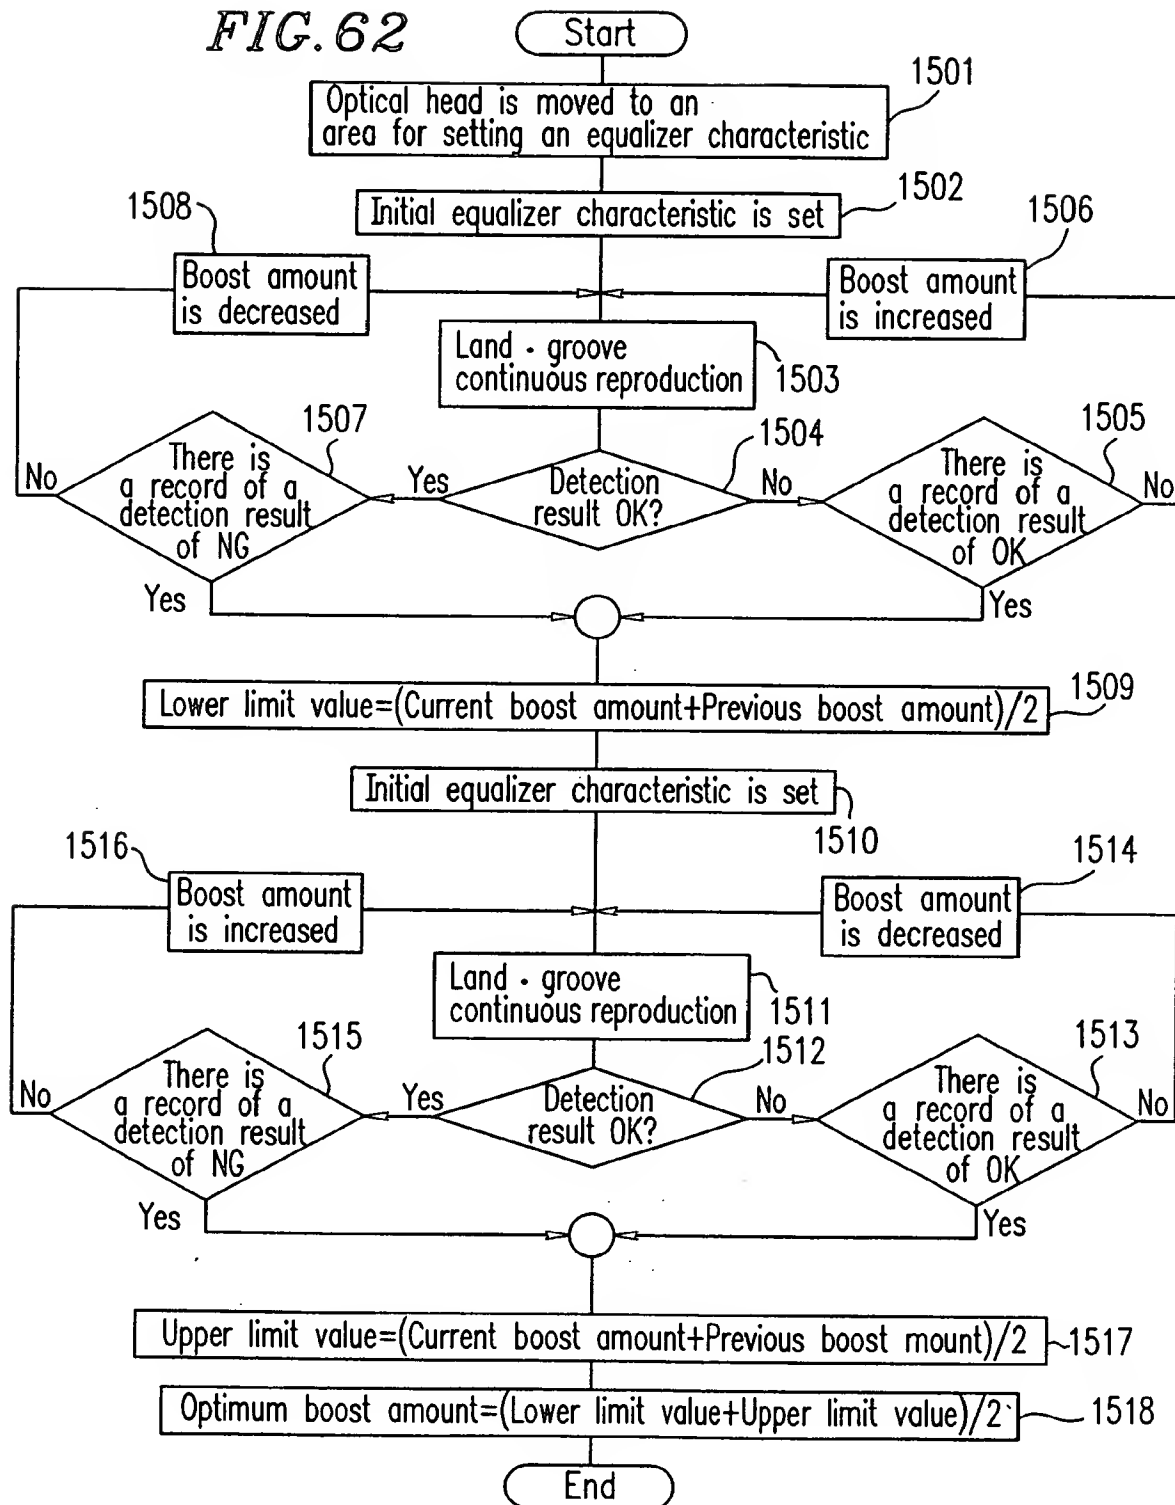 FIG. 62
Start
1501
Optical head is moved to an
area for setting an equalizer characteristic
1502
Initial equalizer characteristic is set
1508
Boost amount
is decreased
1506
Boost amount
is increased
Land · groove
continuous reproduction
1503
1507
There is
a record of a
detection result
of NG
No
Yes
1504
Detection
result OK?
Yes
No
1505
There is
a record of a
detection result
of OK
No
Yes
Lower limit value=(Current boost amount+Previous boost amount)/2
1509
Initial equalizer characteristic is set
1510
1516
Boost amount
is increased
1514
Boost amount
is decreased
Land · groove
continuous reproduction
1511
1515
There is
a record of a
detection result
of NG
No
Yes
1512
Detection
result OK?
Yes
No
1513
There is
a record of a
detection result
of OK
No
Yes
Upper limit value=(Current boost amount+Previous boost mount)/2
1517
Optimum boost amount=(Lower limit value+Upper limit value)/2
1518
End